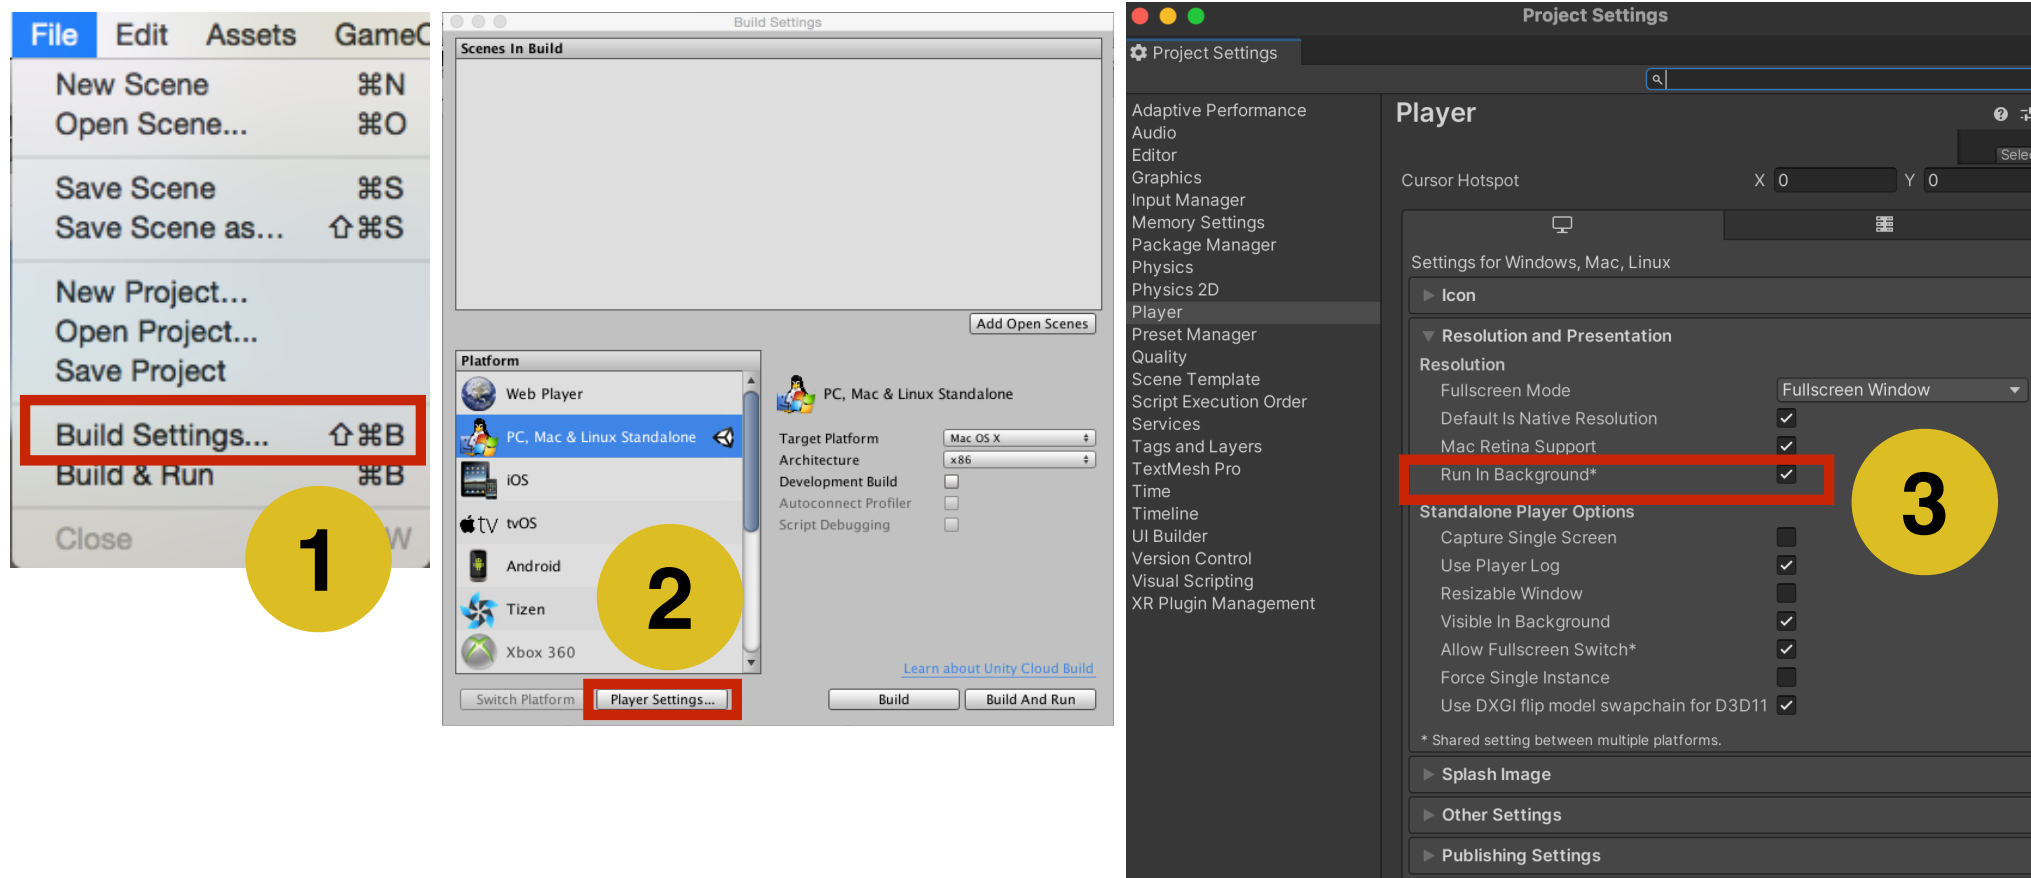 File Edit Assets GameC
New Scene ⌘N
Open Scene... ⌘O
Save Scene ⌘S
Save Scene as... ⇧⌘S
New Project...
Open Project...
Save Project
Build Settings... ⇧⌘B
Build & Run ⌘B
Close W
1
Build Settings
Scenes In Build
Add Open Scenes
Platform
Web Player
PC, Mac & Linux Standalone
iOS
tv tvOS
Android
Tizen
Xbox 360
PC, Mac & Linux Standalone
Target Platform Mac OS X
Architecture x86
Development Build
Autoconnect Profiler
Script Debugging
2
Learn about Unity Cloud Build
Switch Platform Player Settings... Build Build And Run
Project Settings
Project Settings
Adaptive Performance
Audio
Editor
Graphics
Input Manager
Memory Settings
Package Manager
Physics
Physics 2D
Player
Preset Manager
Quality
Scene Template
Script Execution Order
Services
Tags and Layers
TextMesh Pro
Time
Timeline
UI Builder
Version Control
Visual Scripting
XR Plugin Management
Player
Selec
Cursor Hotspot X 0 Y 0
Settings for Windows, Mac, Linux
Icon
Resolution and Presentation
Resolution
Fullscreen Mode Fullscreen Window
Default Is Native Resolution
Mac Retina Support
Run In Background*
3
Standalone Player Options
Capture Single Screen
Use Player Log
Resizable Window
Visible In Background
Allow Fullscreen Switch*
Force Single Instance
Use DXGI flip model swapchain for D3D11
* Shared setting between multiple platforms.
Splash Image
Other Settings
Publishing Settings